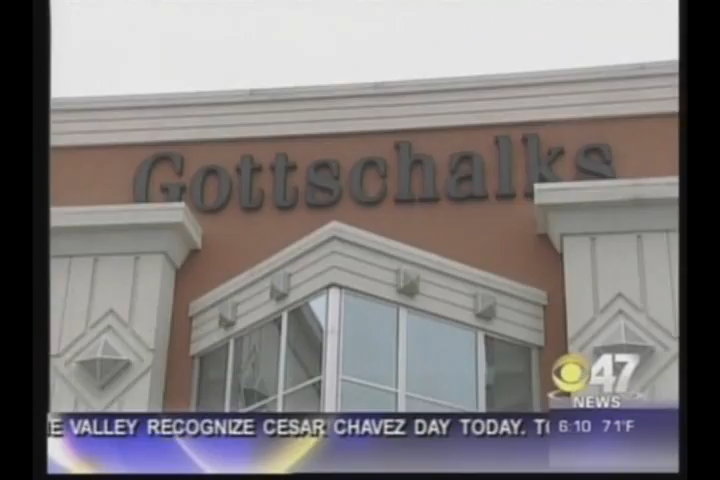 Gottschalks
47
NEWS
E VALLEY RECOGNIZE CESAR CHAVEZ DAY TODAY. T
6:10 71°F